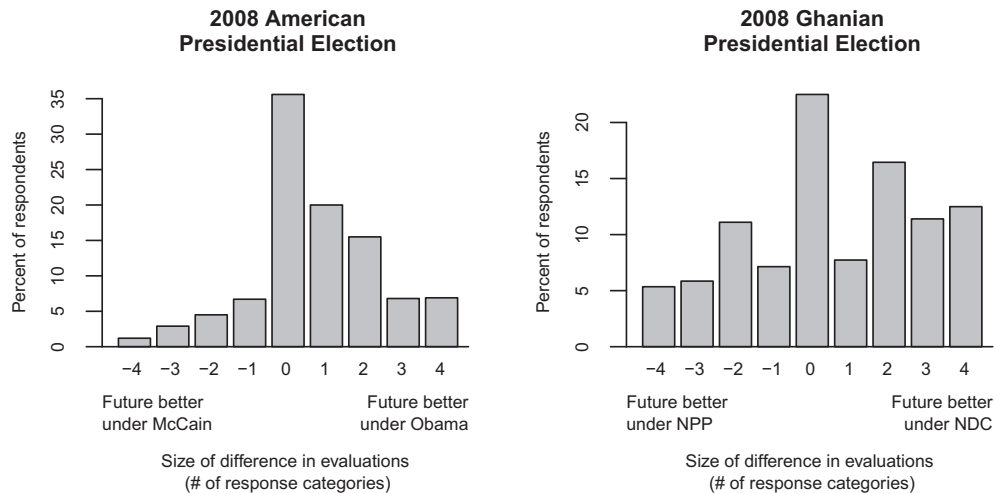 2008 American
Presidential Election
Percent of respondents
35
30
25
20
15
10
5
0
−4 −3 −2 −1 0 1 2 3 4
Future better
under McCain
Future better
under Obama
Size of difference in evaluations
(# of response categories)
2008 Ghanian
Presidential Election
Percent of respondents
20
15
10
5
0
−4 −3 −2 −1 0 1 2 3 4
Future better
under NPP
Future better
under NDC
Size of difference in evaluations
(# of response categories)